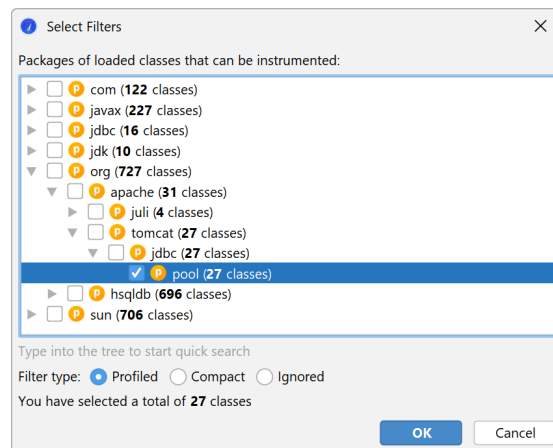 Select Filters
Packages of loaded classes that can be instrumented:
p com (122 classes)
p javax (227 classes)
p jdbc (16 classes)
p jdk (10 classes)
p org (727 classes)
p apache (31 classes)
p juli (4 classes)
p tomcat (27 classes)
p jdbc (27 classes)
p pool (27 classes)
p hsqldb (696 classes)
p sun (706 classes)
Type into the tree to start quick search
Filter type: Profiled Compact Ignored
You have selected a total of 27 classes
OK Cancel